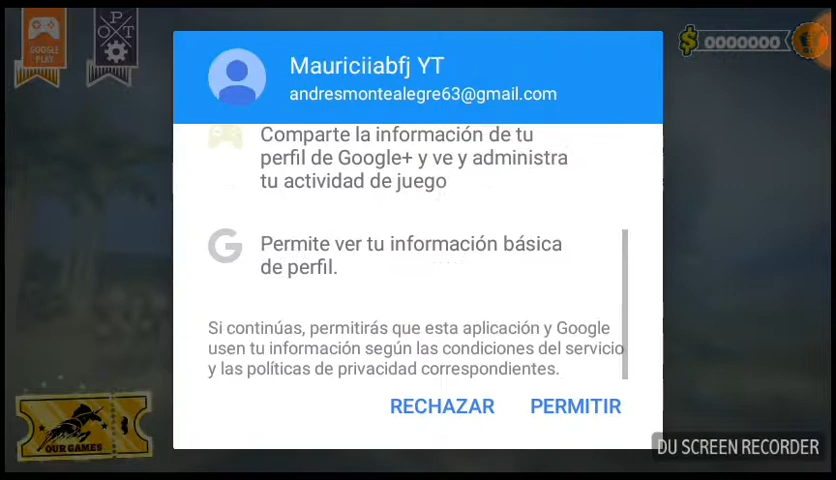 GOOGLE
PLAY
OPT
$ 0000000
Mauriciiabfj YT
andresmontealegre63@gmail.com
Comparte la información de tu
perfil de Google+ y ve y administra
tu actividad de juego
G
Permite ver tu información básica
de perfil.
Si continúas, permitirás que esta aplicación y Google
usen tu información según las condiciones del servicio
y las políticas de privacidad correspondientes.
RECHAZAR PERMITIR
OUR GAMES
DU SCREEN RECORDER